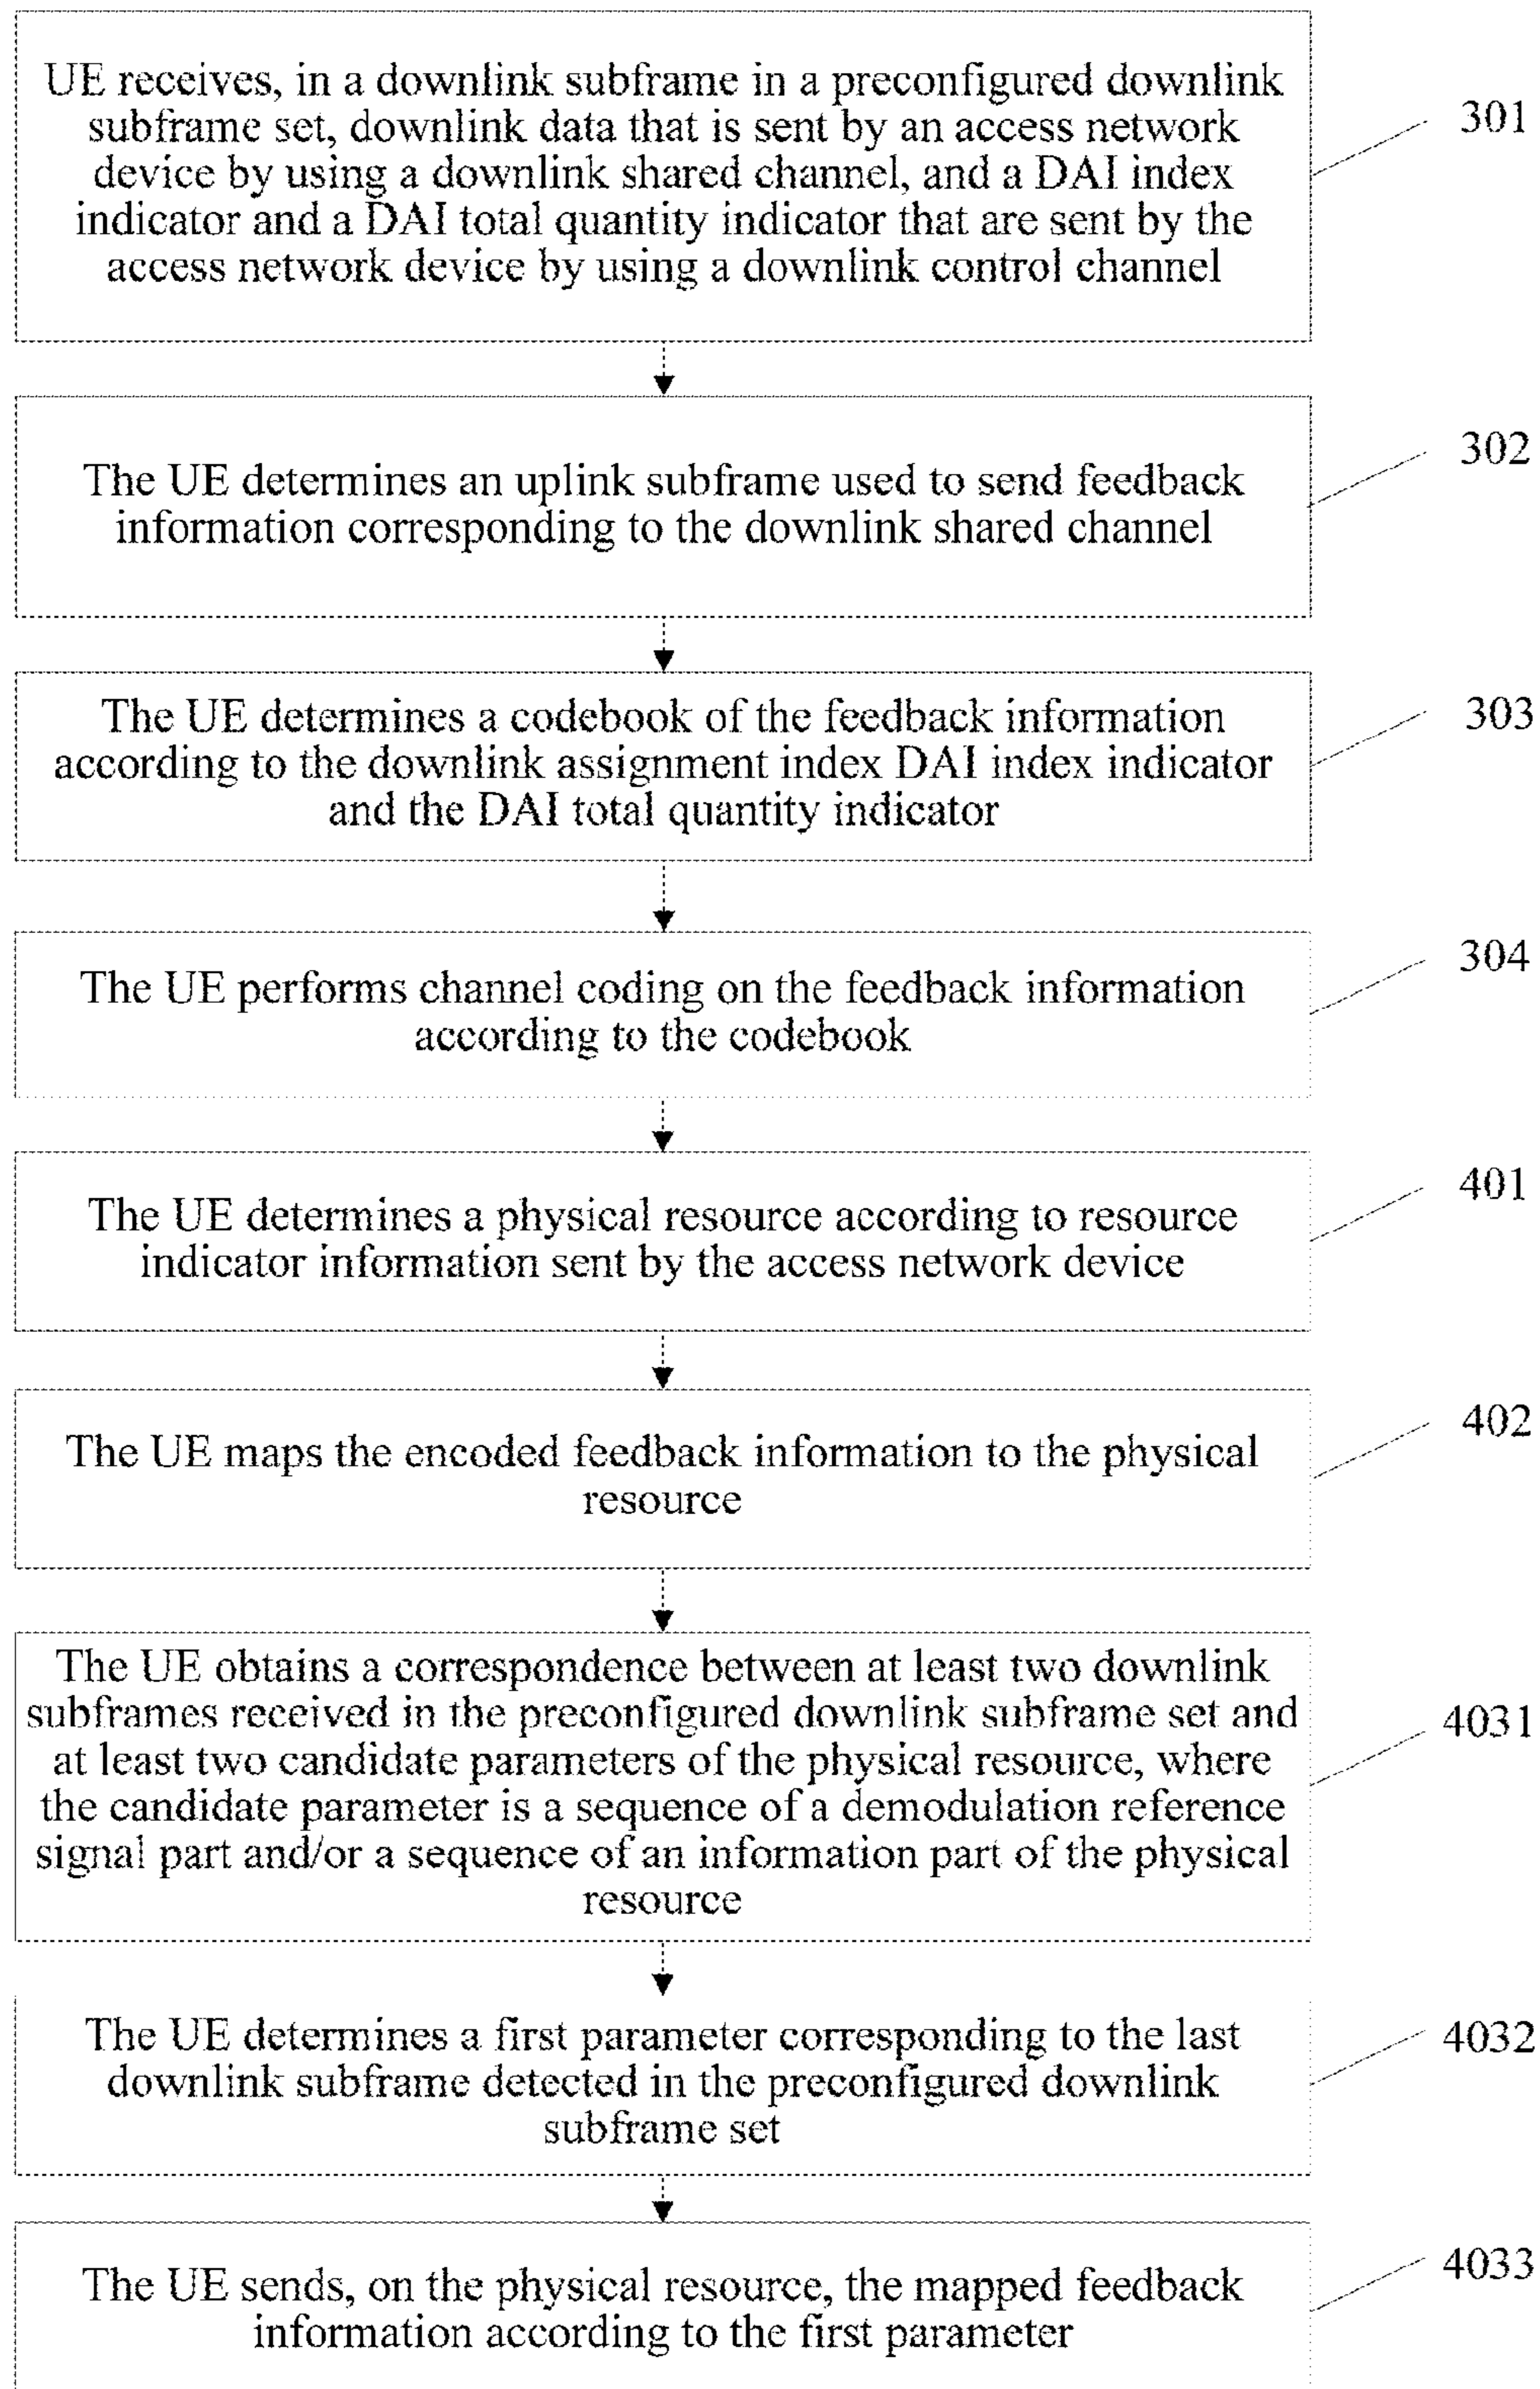 UE receives, in a downlink subframe in a preconfigured downlink
subframe set, downlink data that is sent by an access network
device by using a downlink shared channel, and a DAI index
indicator and a DAI total quantity indicator that are sent by the
access network device by using a downlink control channel
301
The UE determines an uplink subframe used to send feedback
information corresponding to the downlink shared channel
302
The UE determines a codebook of the feedback information
according to the downlink assignment index DAI index indicator
and the DAI total quantity indicator
303
The UE performs channel coding on the feedback information
according to the codebook
304
The UE determines a physical resource according to resource
indicator information sent by the access network device
401
The UE maps the encoded feedback information to the physical
resource
402
The UE obtains a correspondence between at least two downlink
subframes received in the preconfigured downlink subframe set and
at least two candidate parameters of the physical resource, where
the candidate parameter is a sequence of a demodulation reference
signal part and/or a sequence of an information part of the physical
resource
4031
The UE determines a first parameter corresponding to the last
downlink subframe detected in the preconfigured downlink
subframe set
4032
The UE sends, on the physical resource, the mapped feedback
information according to the first parameter
4033